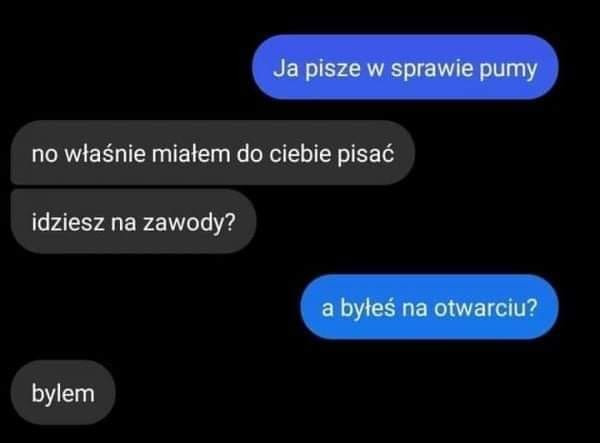 Ja pisze w sprawie pumy
no właśnie miałem do ciebie pisać
idziesz na zawody?
a byłeś na otwarciu?
bylem